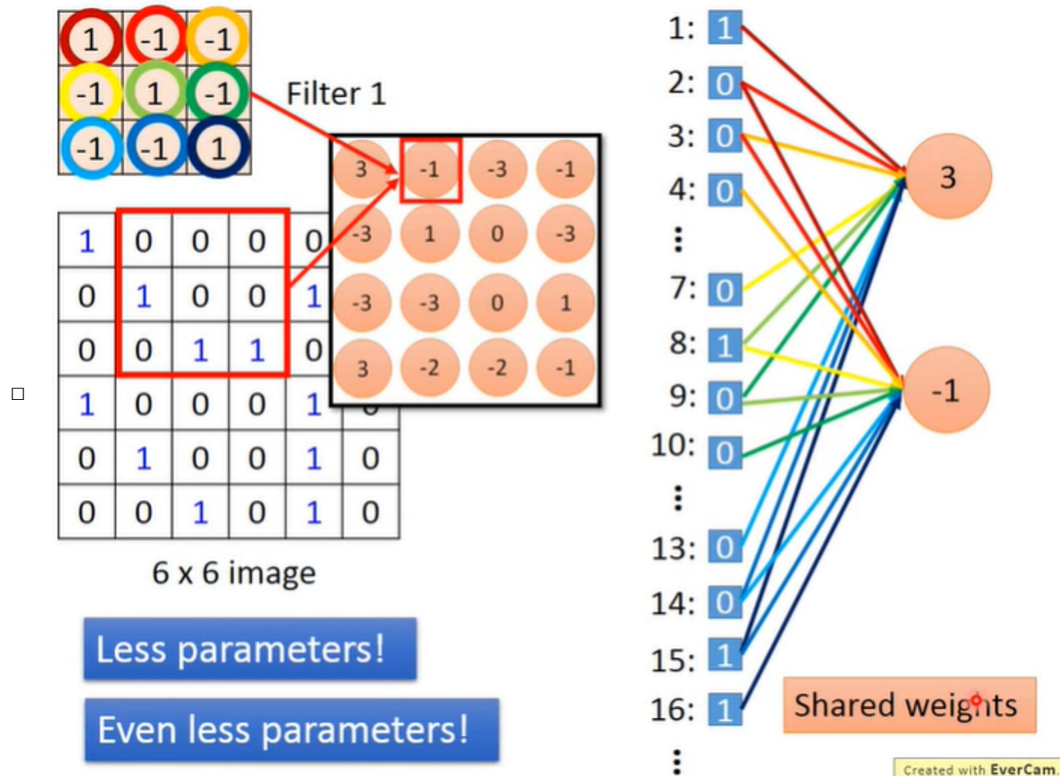 1 -1 -1
-1 1 -1
-1 -1 1
Filter 1
3 -1 -3 -1
-3 1 0 -3
-3 -3 0 1
3 -2 -2 -1
1 0 0 0 0
0 1 0 0 1
0 0 1 1 0
1 0 0 0 1
0 1 0 0 1 0
0 0 1 0 1 0
6 x 6 image
Less parameters!
Even less parameters!
1: 1
2: 0
3: 0
4: 0
⋮
7: 0
8: 1
9: 0
10: 0
⋮
13: 0
14: 0
15: 1
16: 1
⋮
3
-1
Shared weights
Created with EverCam.